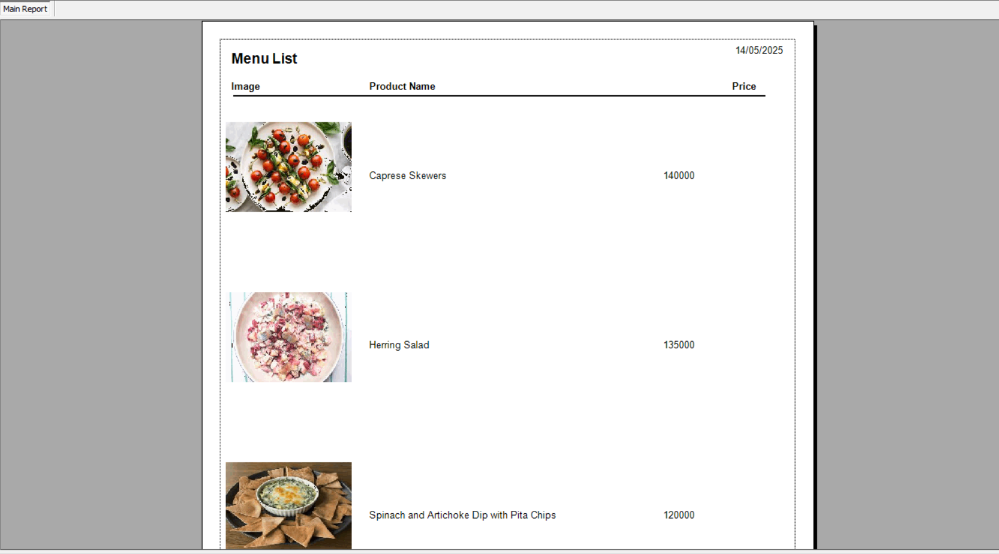 Main Report
14/05/2025
Menu List
Image Product Name Price
Caprese Skewers 140000
Herring Salad 135000
Spinach and Artichoke Dip with Pita Chips 120000